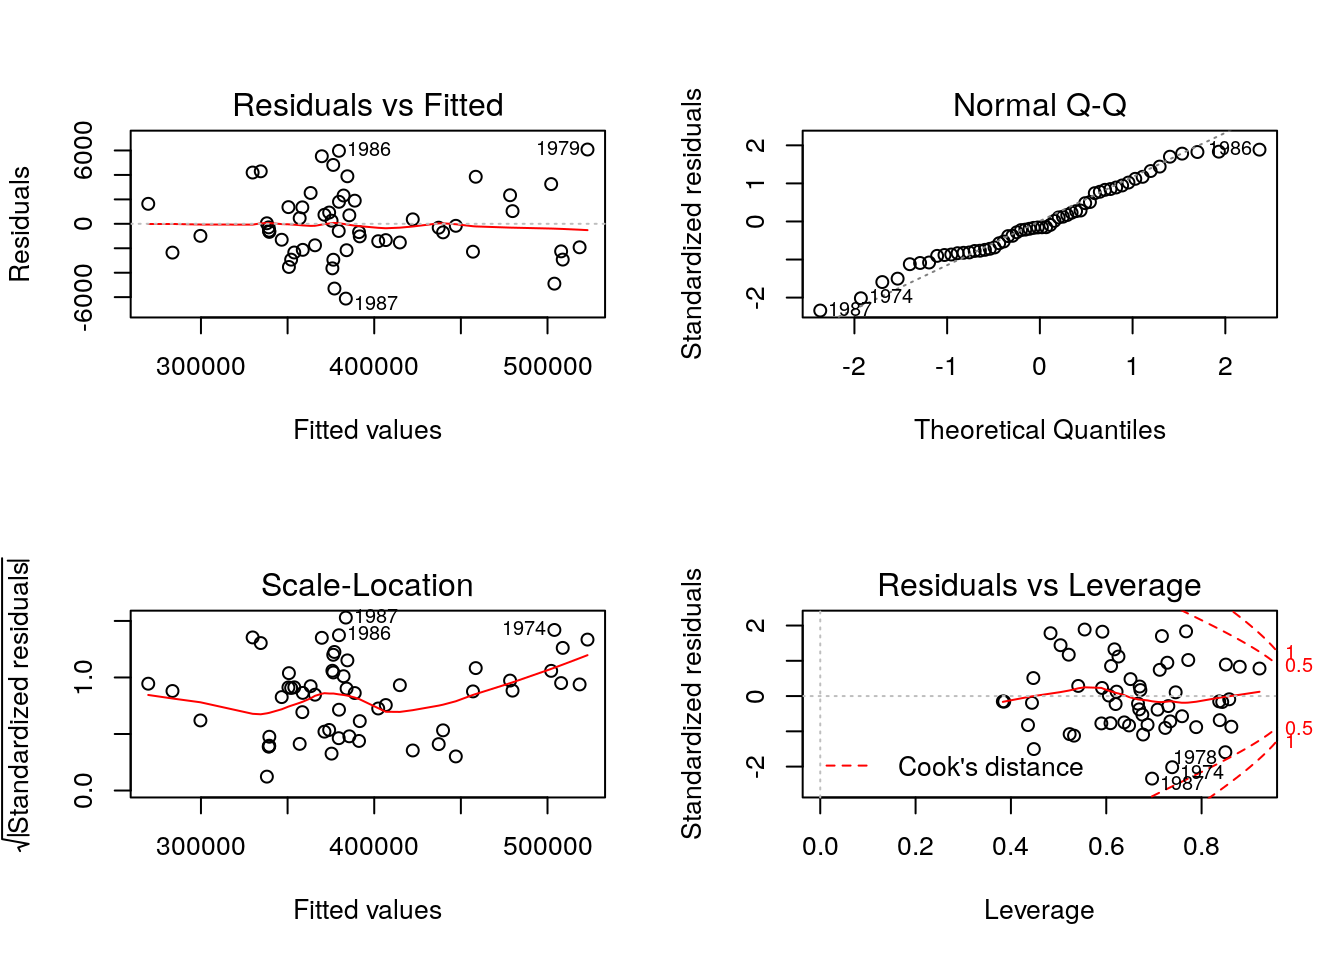 Residuals vs Fitted
Residuals
6000
0
-6000
1986
1979
1987
300000 400000 500000
Fitted values
Normal Q-Q
Standardized residuals
2
1
0
-2
1986
1974
1987
-2 -1 0 1 2
Theoretical Quantiles
Scale-Location
√|Standardized residuals|
1.0
0.0
1987
1986
1974
300000 400000 500000
Fitted values
Residuals vs Leverage
Standardized residuals
2
0
-2
1
0.5
0.5
1
1978
1974
1987
Cook's distance
0.0 0.2 0.4 0.6 0.8
Leverage